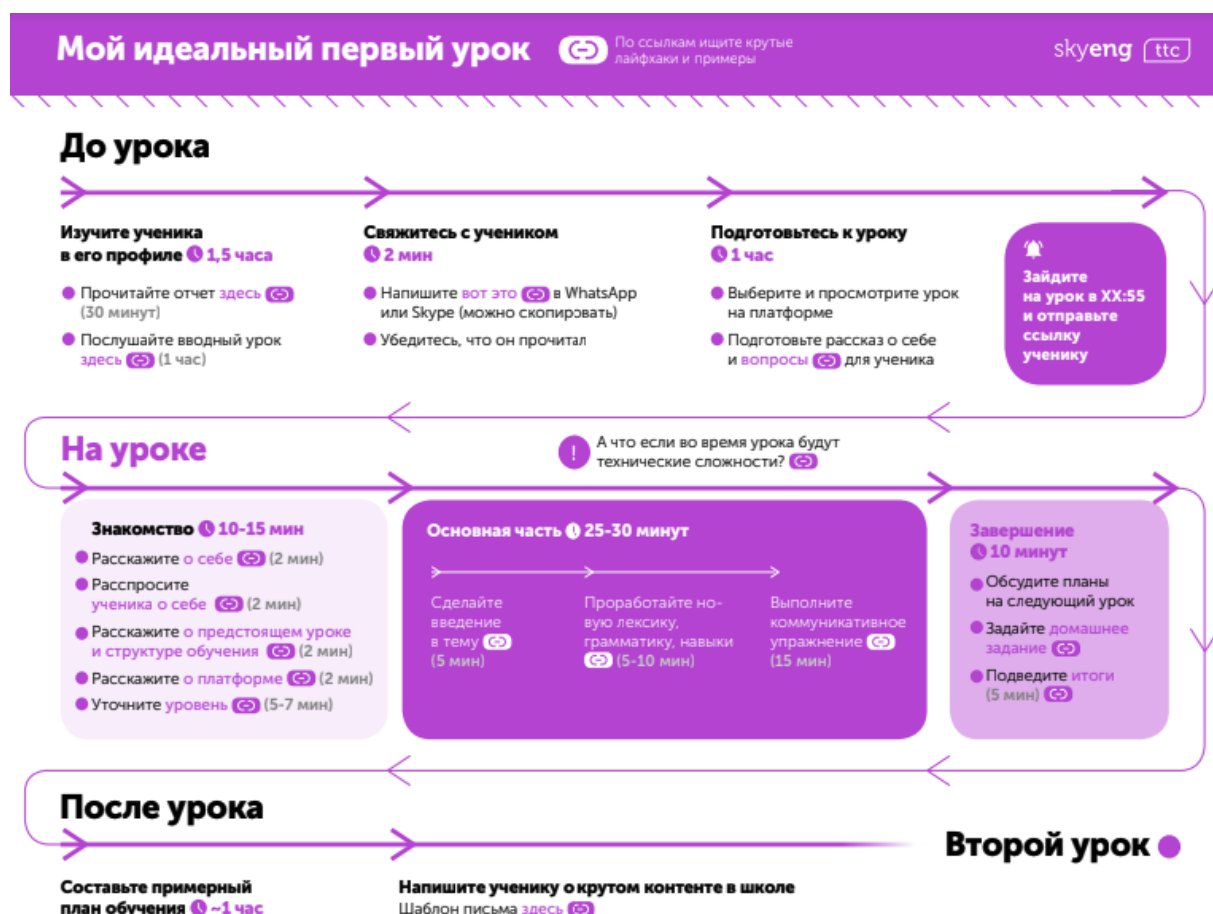 Мой идеальный первый урок
По ссылкам ищите крутые
лайфхаки и примеры
skyeng ttc
До урока
Изучите ученика
в его профиле 1,5 часа
Прочитайте отчет здесь
(30 минут)
Послушайте вводный урок
здесь (1 час)
Свяжитесь с учеником
2 мин
Напишите вот это в WhatsApp
или Skype (можно скопировать)
Убедитесь, что он прочитал
Подготовьтесь к уроку
1 час
Выберите и просмотрите урок
на платформе
Подготовьте рассказ о себе
и вопросы для ученика
Зайдите
на урок в XX:55
и отправьте
ссылку
ученику
На уроке
! А что если во время урока будут
технические сложности?
Знакомство 10-15 мин
Расскажите о себе (2 мин)
Расспросите
ученика о себе (2 мин)
Расскажите о предстоящем уроке
и структуре обучения (2 мин)
Расскажите о платформе (2 мин)
Уточните уровень (5-7 мин)
Основная часть 25-30 минут
Сделайте
введение
в тему
(5 мин)
Проработайте но-
вую лексику,
грамматику, навыки
(5-10 мин)
Выполните
коммуникативное
упражнение
(15 мин)
Завершение
10 минут
Обсудите планы
на следующий урок
Задайте домашнее
задание
Подведите итоги
(5 мин)
После урока
Второй урок
Составьте примерный
план обучения ~1 час
Напишите ученику о крутом контенте в школе
Шаблон письма здесь